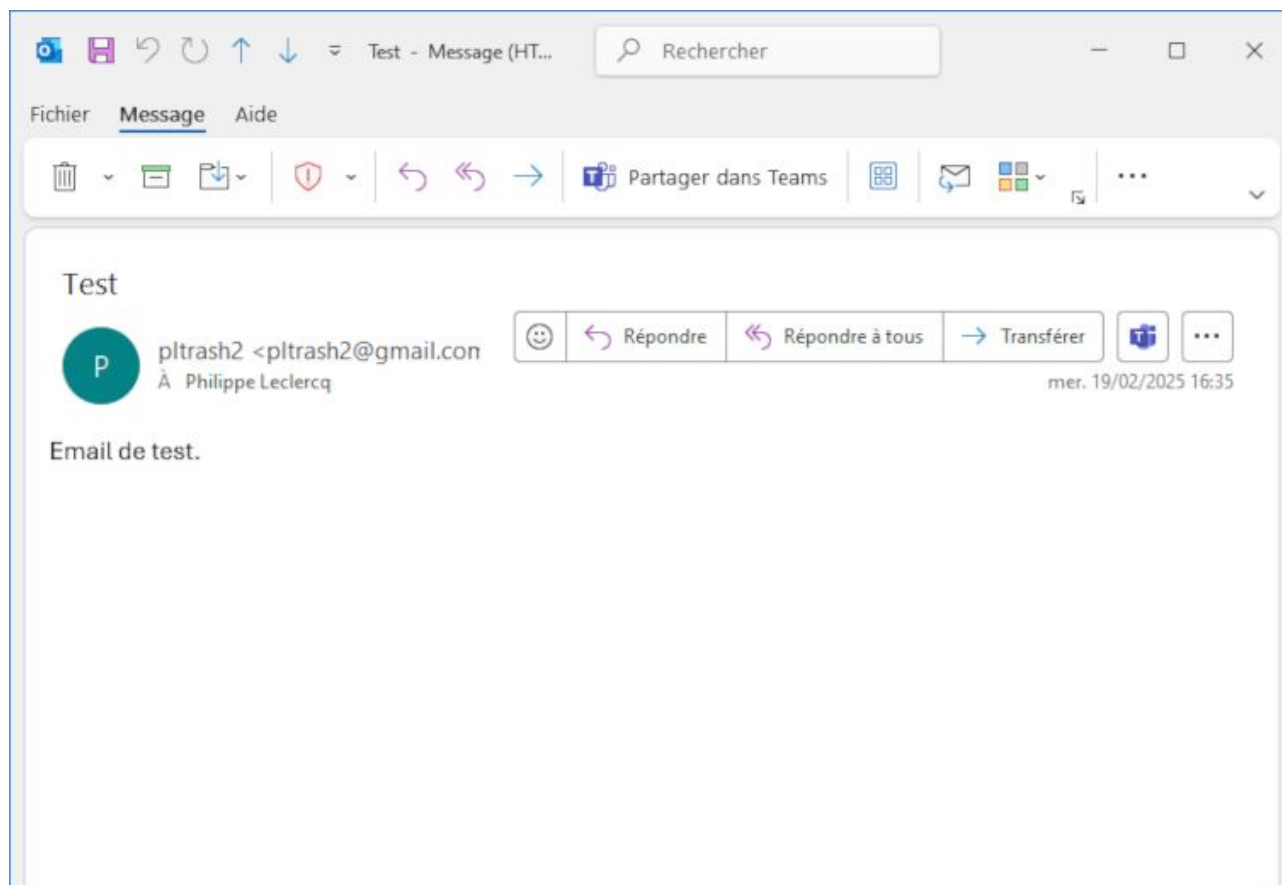 Test - Message (HT...
Rechercher
Fichier Message Aide
Partager dans Teams
Test
Répondre Répondre à tous Transférer
P
pltrash2 <pltrash2@gmail.con
À Philippe Leclercq
mer. 19/02/2025 16:35
Email de test.